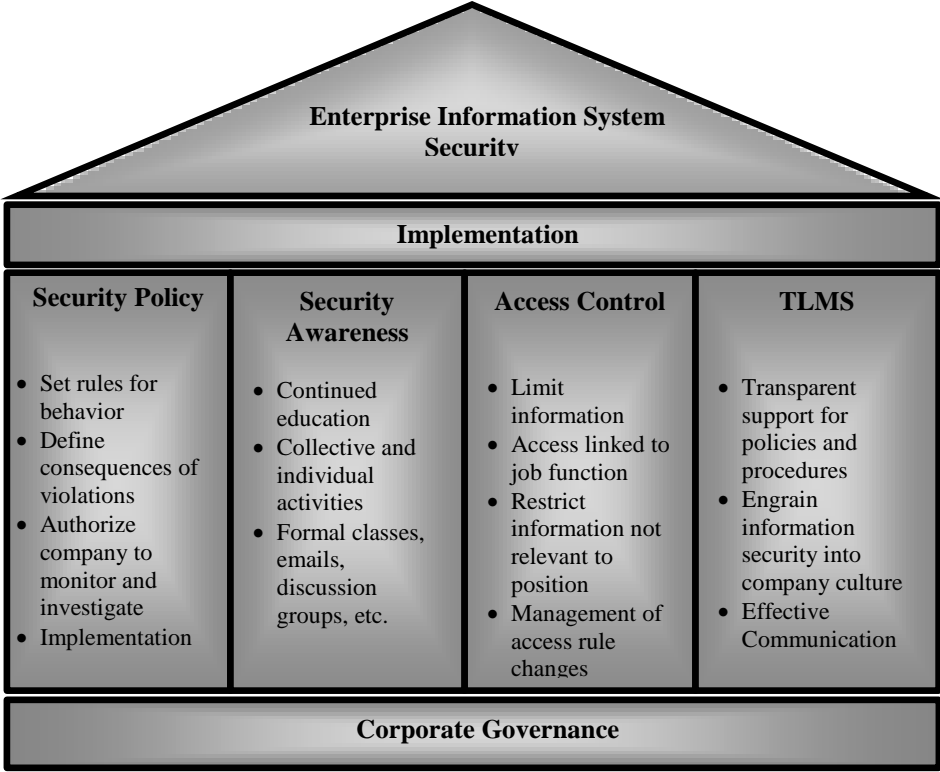 Enterprise Information System
Security
Implementation
Security Policy
• Set rules for
behavior
• Define
consequences of
violations
• Authorize
company to
monitor and
investigate
• Implementation
Security
Awareness
• Continued
education
• Collective and
individual
activities
• Formal classes,
emails,
discussion
groups, etc.
Access Control
• Limit
information
• Access linked to
job function
• Restrict
information not
relevant to
position
• Management of
access rule
changes
TLMS
• Transparent
support for
policies and
procedures
• Engrain
information
security into
company culture
• Effective
Communication
Corporate Governance